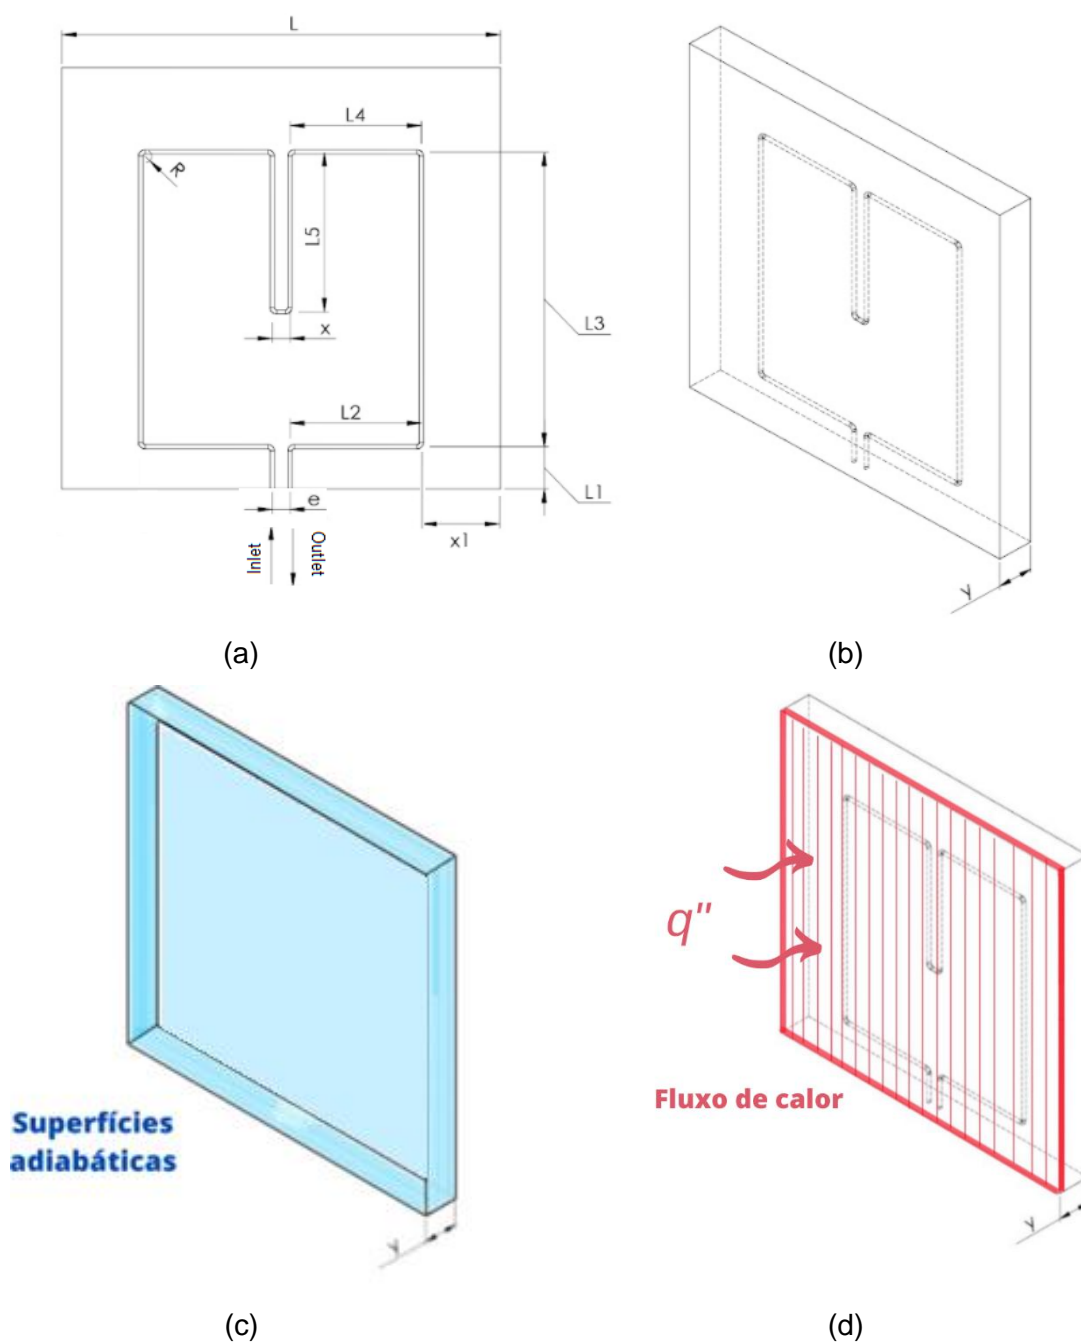 L
L4
R
L5
L3
x
L2
e
L1
x1
Inlet
Outlet
y
(a)
(b)
Superfícies
adiabáticas
y
q"
Fluxo de calor
y
(c)
(d)